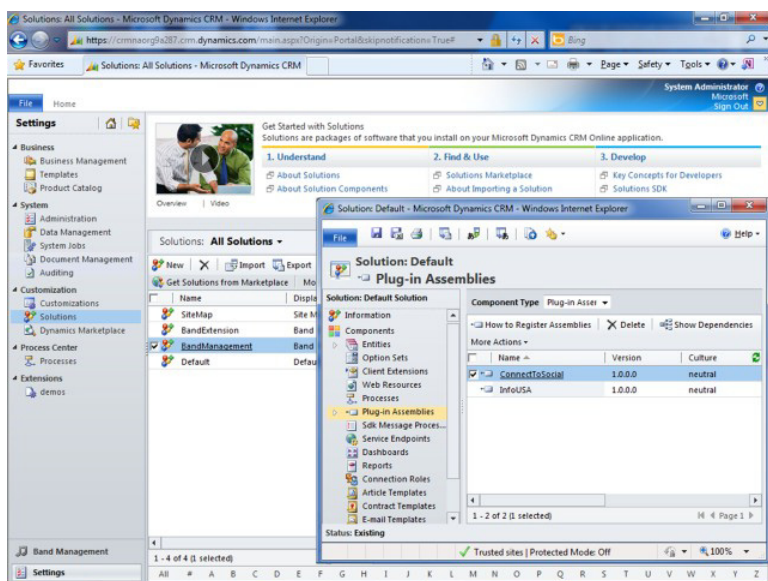 Solutions: All Solutions - Microsoft Dynamics CRM - Windows Internet Explorer
https://crmnaorg9a287.crm.dynamics.com/main.aspx?Origin=Portal&skipnotification=True#
Bing
Favorites
Solutions: All Solutions - Microsoft Dynamics CRM
Page
Safety
Tools
System Administrator
Microsoft
Sign Out
File
Home
Settings
Business
Business Management
Templates
Product Catalog
System
Administration
Data Management
System Jobs
Document Management
Auditing
Customization
Customizations
Solutions
Dynamics Marketplace
Process Center
Processes
Extensions
demos
Band Management
Settings
Overview | Video
Get Started with Solutions
Solutions are packages of software that you install on your Microsoft Dynamics CRM Online application.
1. Understand
About Solutions
About Solution Components
2. Find & Use
Solutions Marketplace
About Importing a Solution
3. Develop
Key Concepts for Developers
Solutions SDK
Solutions: All Solutions
New
Import
Export
Get Solutions from Marketplace
Mo
Name
Displa
SiteMap
Site M
BandExtension
Band
BandManagement
Band
Default
Defau
1 - 4 of 4 (1 selected)
All # A B C D E F G H I J K L M N O P Q R S T U V W X Y Z
Solution: Default - Microsoft Dynamics CRM - Windows Internet Explorer
File
Help
Solution: Default
Plug-in Assemblies
Solution: Default Solution
Information
Components
Entities
Option Sets
Client Extensions
Web Resources
Processes
Plug-in Assemblies
Sdk Message Proces...
Service Endpoints
Dashboards
Reports
Connection Roles
Article Templates
Contract Templates
E-mail Templates
Component Type Plug-in Asser
How to Register Assemblies
Delete
Show Dependencies
More Actions
Name Version Culture
ConnectToSocial 1.0.0.0 neutral
InfoUSA 1.0.0.0 neutral
1 - 2 of 2 (1 selected)
Page 1
Status: Existing
Trusted sites | Protected Mode: Off
100%